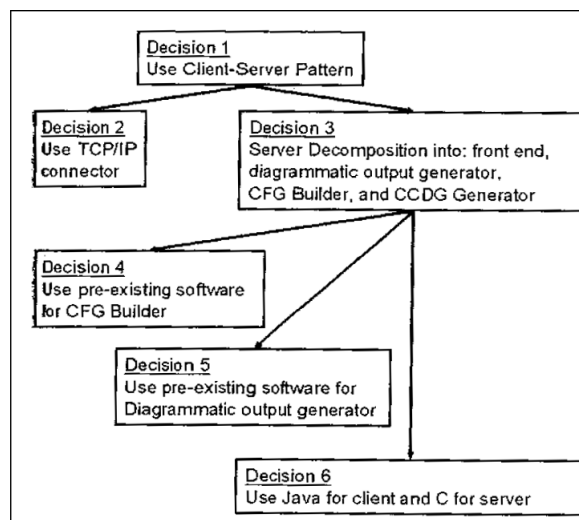 Decision 1
Use Client-Server Pattern
Decision 2
Use TCP/IP
connector
Decision 3
Server Decomposition into: front end,
diagrammatic output generator,
CFG Builder, and CCDG Generator
Decision 4
Use pre-existing software
for CFG Builder
Decision 5
Use pre-existing software for
Diagrammatic output generator
Decision 6
Use Java for client and C for server